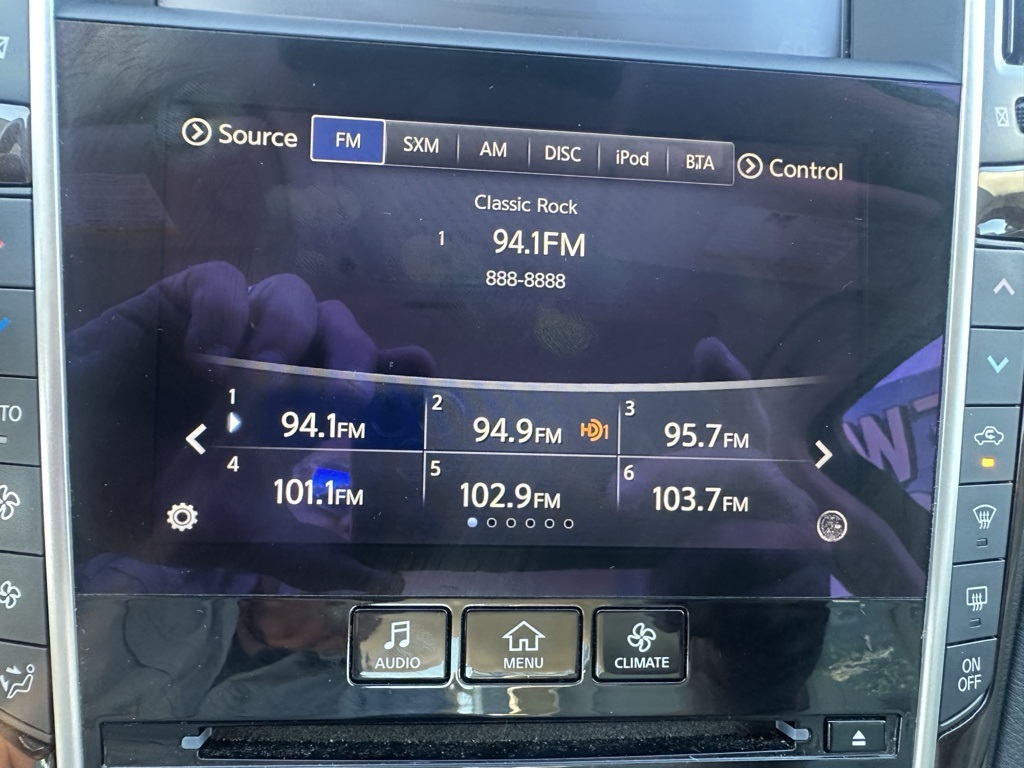 Source FM SXM AM DISC iPod BTA Control
Classic Rock
1 94.1FM
888-8888
1 94.1FM 2 94.9FM HD1 3 95.7FM
4 101.1FM 5 102.9FM 6 103.7FM
AUDIO MENU CLIMATE
TO
ON
OFF